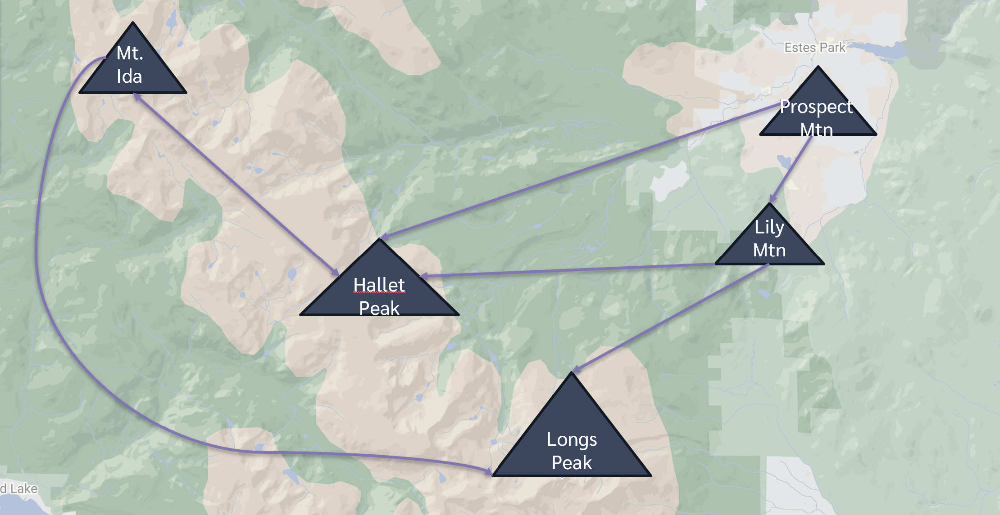 Mt.
Ida
Estes Park
Prospect
Mtn
Lily
Mtn
Hallet
Peak
Longs
Peak
d Lake